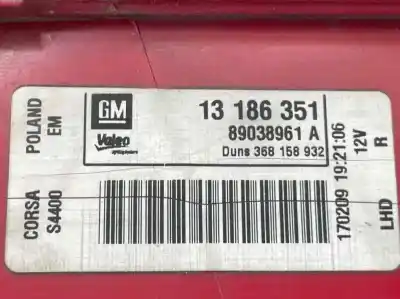 POLAND
EM
CORSA
S4400
GM
Valeo
13 186 351
89038961 A
Duns 368 158 932
170209 19:21:06
12V
R
LHD